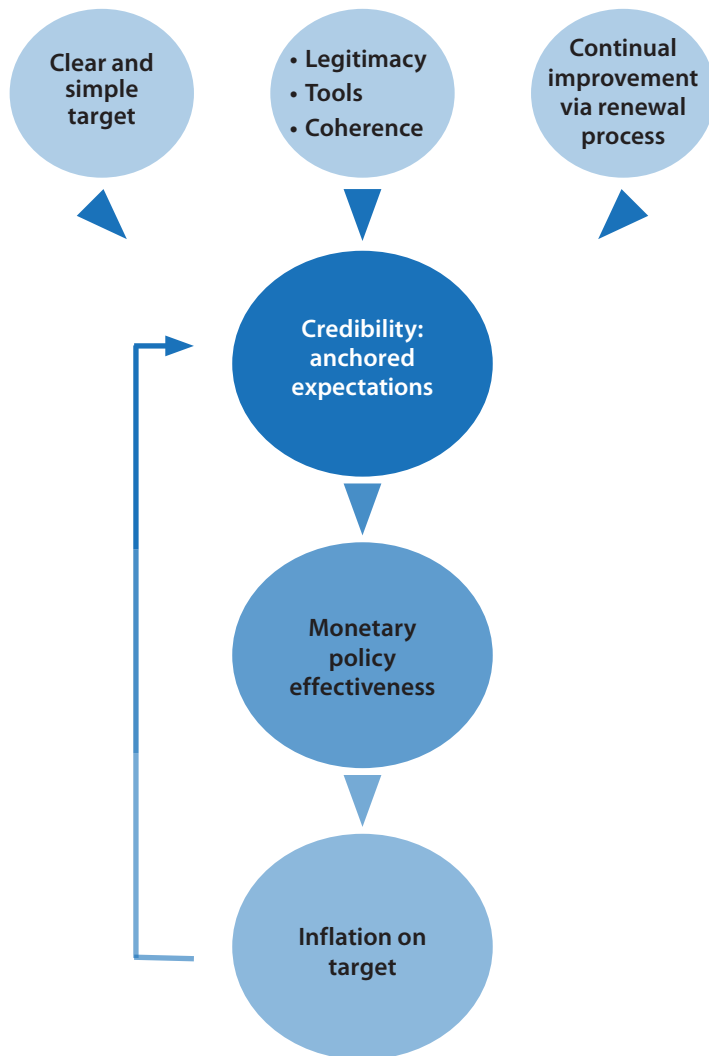 Clear and
simple
target
• Legitimacy
• Tools
• Coherence
Continual
improvement
via renewal
process
Credibility:
anchored
expectations
Monetary
policy
effectiveness
Inflation on
target